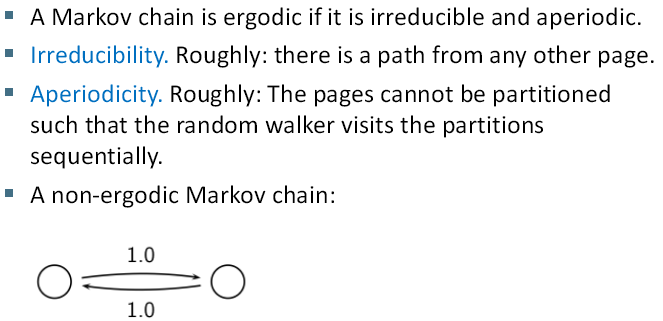 ▪ A Markov chain is ergodic if it is irreducible and aperiodic.
▪ Irreducibility. Roughly: there is a path from any other page.
▪ Aperiodicity. Roughly: The pages cannot be partitioned
such that the random walker visits the partitions
sequentially.
▪ A non-ergodic Markov chain:
1.0
1.0